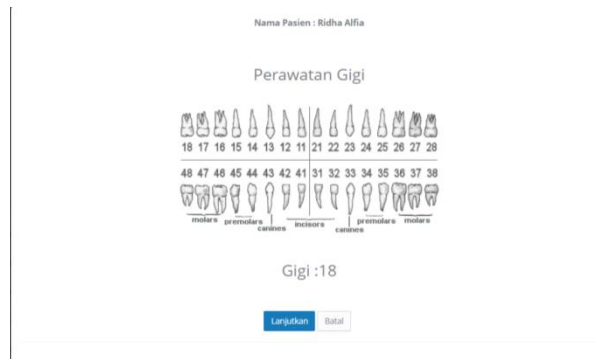 Nama Pasien : Ridha Alfia
Perawatan Gigi
18 17 16 15 14 13 12 11 21 22 23 24 25 26 27 28
48 47 46 45 44 43 42 41 31 32 33 34 35 36 37 38
molars premolars canines incisors canines premolars molars
Gigi :18
Lanjutkan Batal